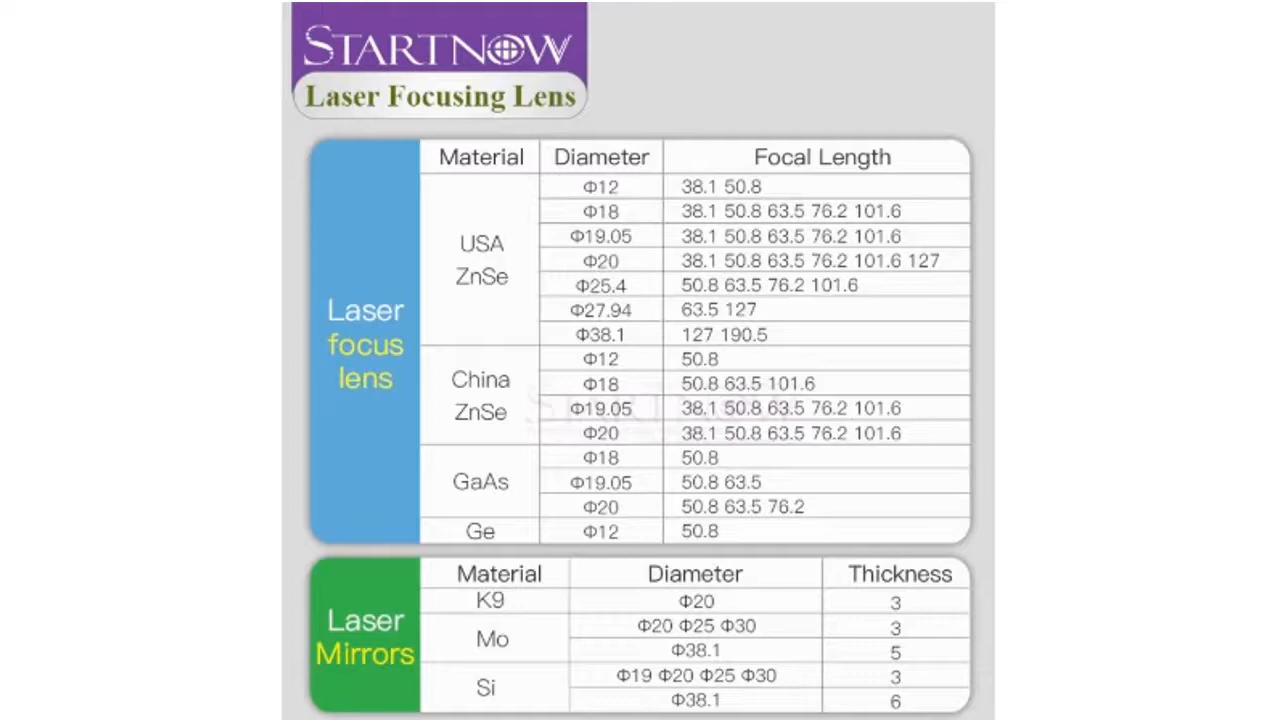 STARTNOW
Laser Focusing Lens
Material Diameter Focal Length
Laser
focus
lens
USA
ZnSe
Φ12 38.1 50.8
Φ18 38.1 50.8 63.5 76.2 101.6
Φ19.05 38.1 50.8 63.5 76.2 101.6
Φ20 38.1 50.8 63.5 76.2 101.6 127
Φ25.4 50.8 63.5 76.2 101.6
Φ27.94 63.5 127
Φ38.1 127 190.5
China
ZnSe
Φ12 50.8
Φ18 50.8 63.5 101.6
Φ19.05 38.1 50.8 63.5 76.2 101.6
Φ20 38.1 50.8 63.5 76.2 101.6
STARTNOW
GaAs
Φ18 50.8
Φ19.05 50.8 63.5
Φ20 50.8 63.5 76.2
Ge Φ12 50.8
Laser
Mirrors
Material Diameter Thickness
K9 Φ20 3
Mo
Φ20 Φ25 Φ30 3
Φ38.1 5
Si
Φ19 Φ20 Φ25 Φ30 3
Φ38.1 6